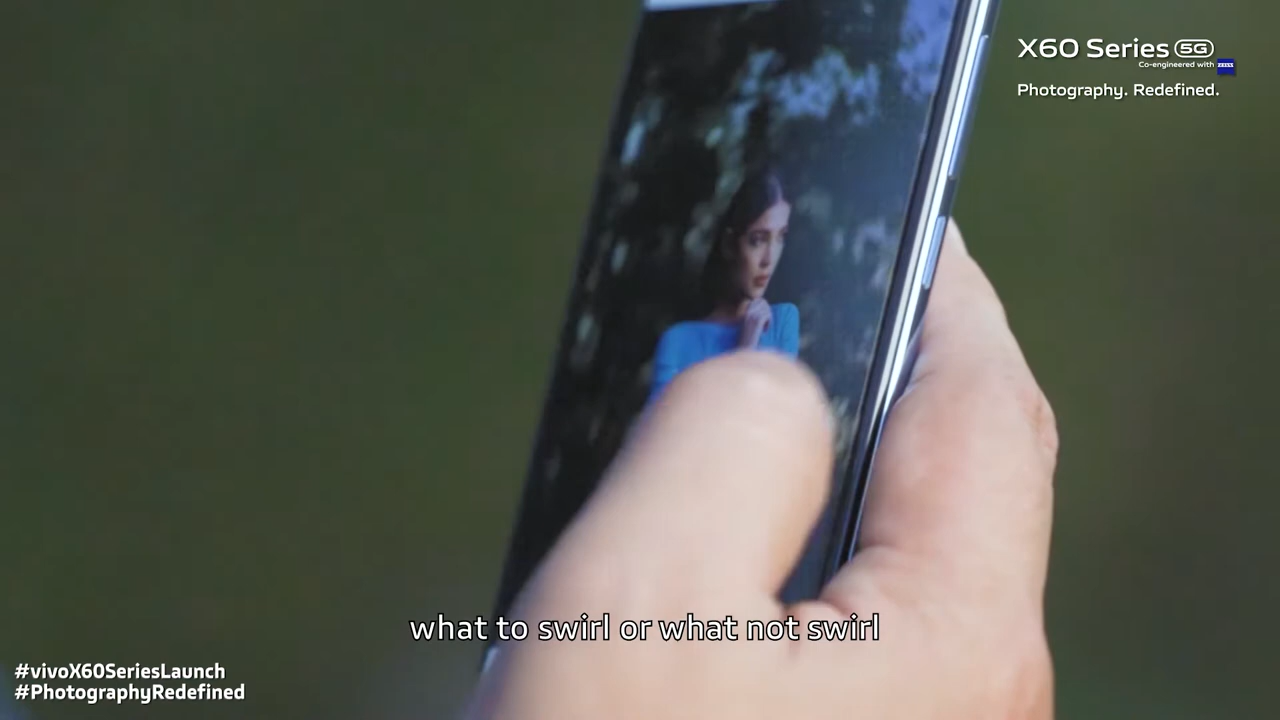 X60 Series 5G
Co-engineered with ZEISS
Photography. Redefined.
what to swirl or what not swirl
#vivoX60SeriesLaunch
#PhotographyRedefined